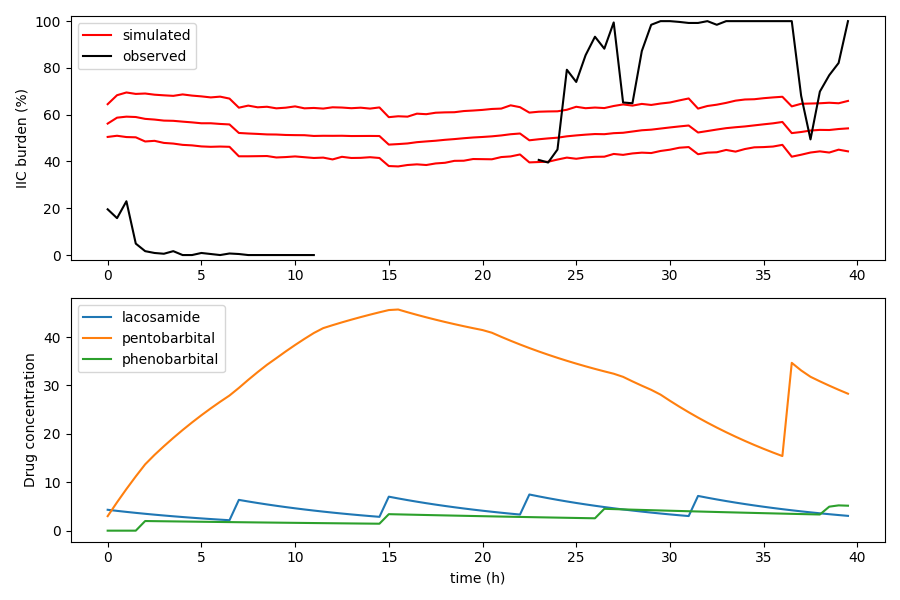 100
80
60
40
20
0
IIC burden (%)
simulated
observed
0 5 10 15 20 25 30 35 40
40
30
20
10
0
Drug concentration
lacosamide
pentobarbital
phenobarbital
0 5 10 15 20 25 30 35 40
time (h)